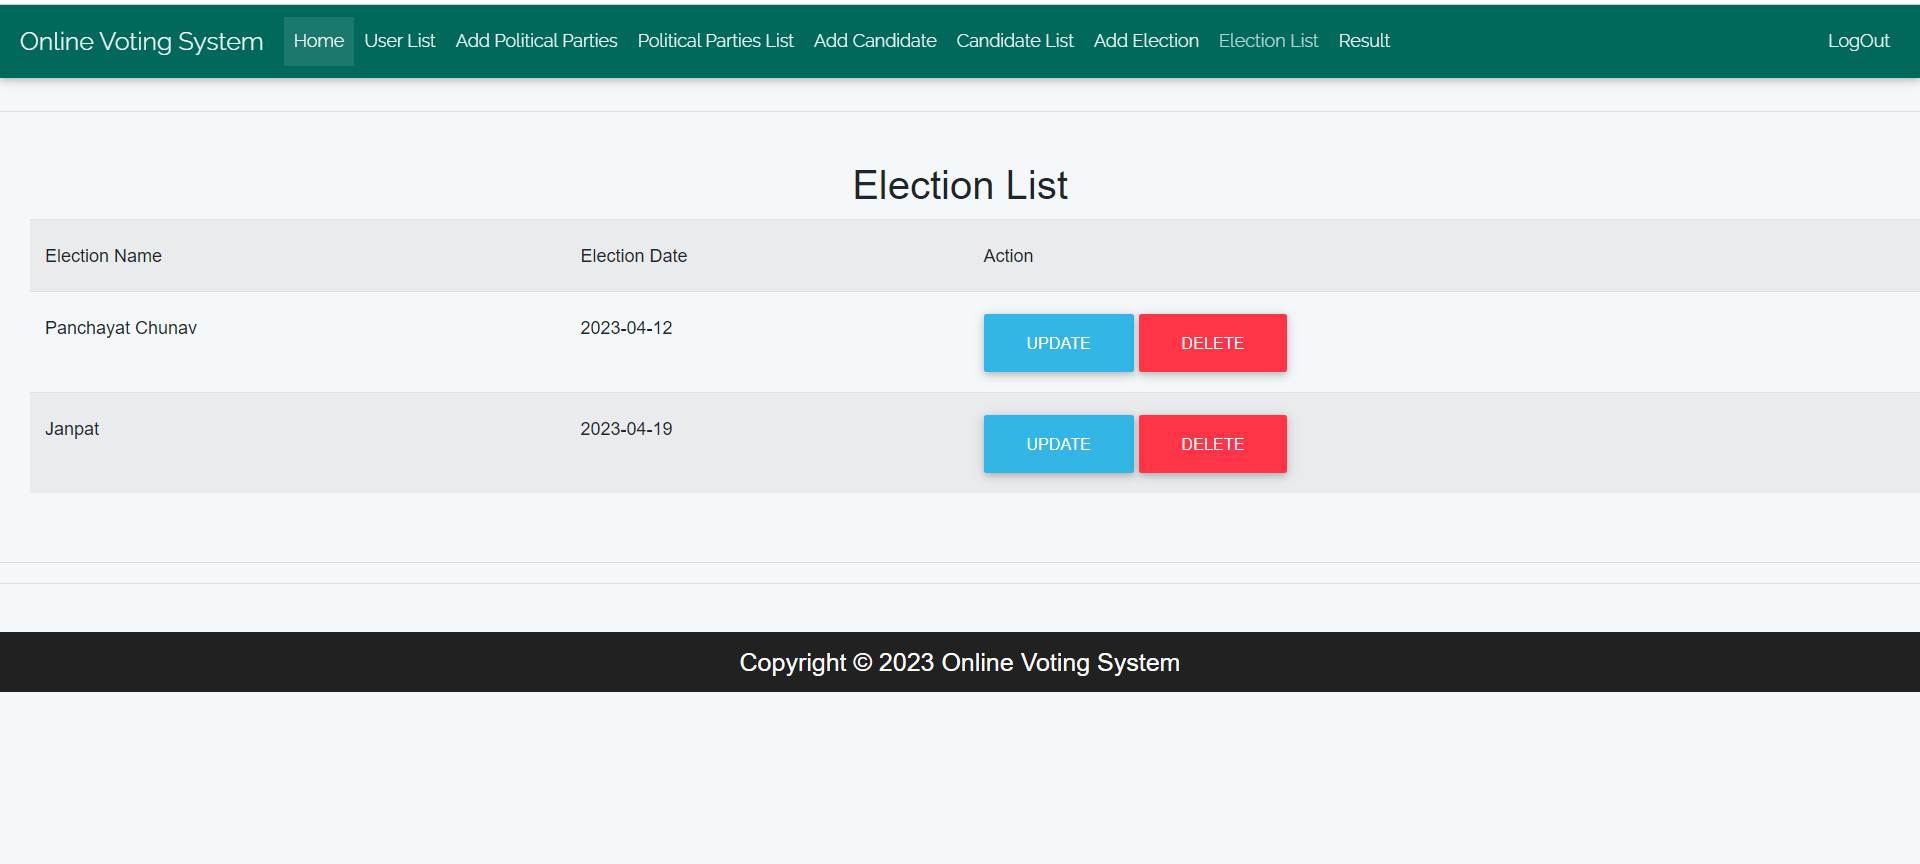 Online Voting System Home User List Add Political Parties Political Parties List Add Candidate Candidate List Add Election Election List Result LogOut
Election List
Election Name Election Date Action
Panchayat Chunav 2023-04-12 UPDATE DELETE
Janpat 2023-04-19 UPDATE DELETE
Copyright © 2023 Online Voting System